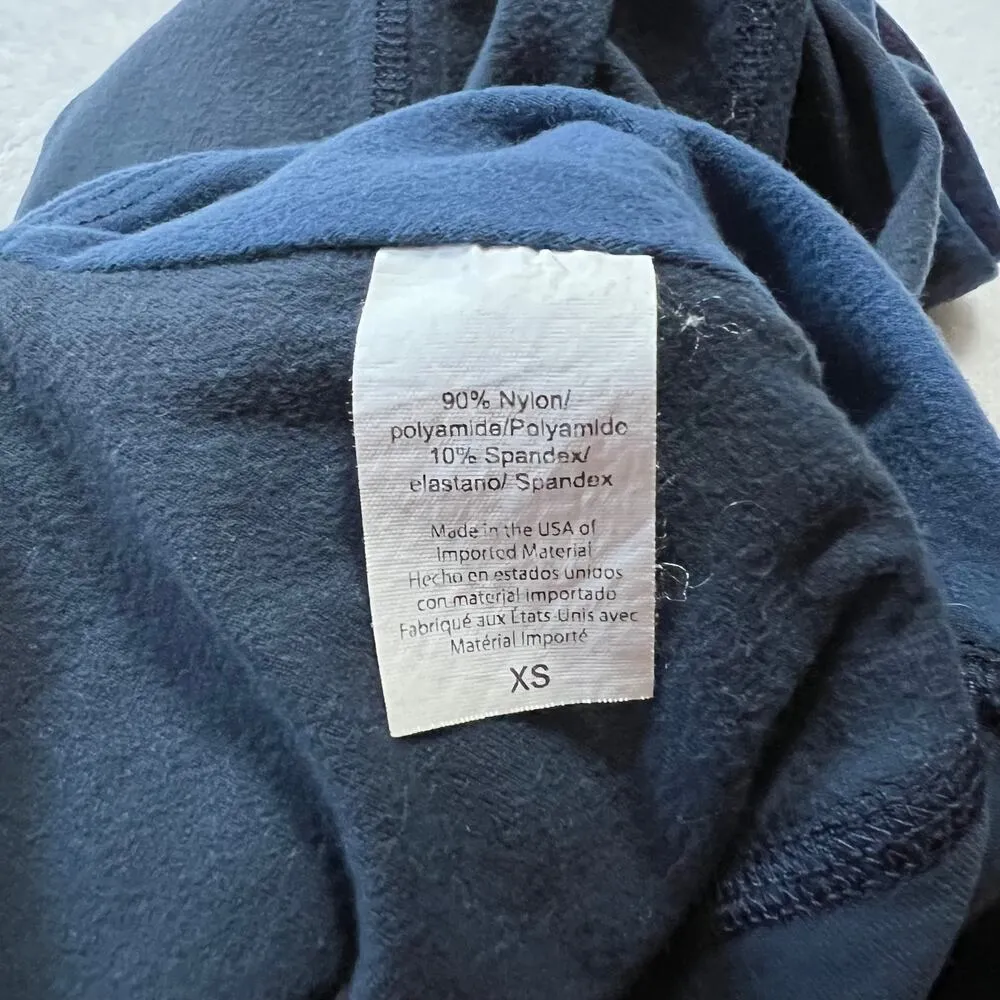 90% Nylon/
polyamide/Polyamido
10% Spandex/
elastano/ Spandex
Made in the USA of
Imported Material
Hecho en estados unidos
con material importado
Fabriqué aux États-Unis avec
Matérial Importé
XS